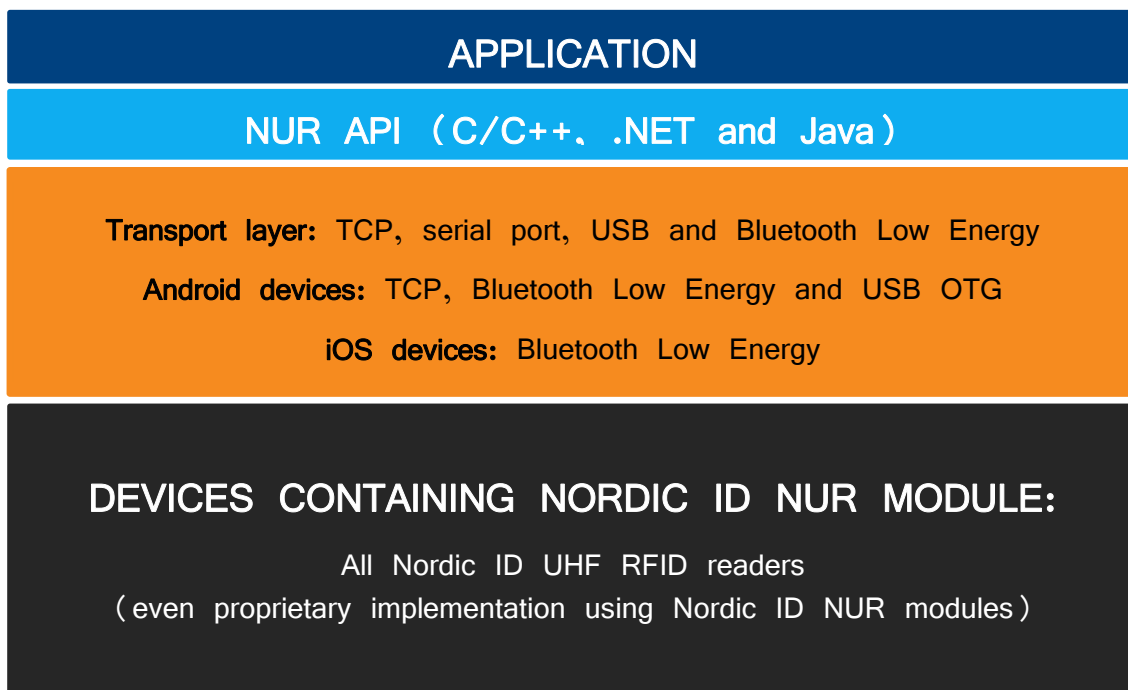 APPLICATION
NUR API（C/C++、.NET and Java）
Transport layer: TCP, serial port, USB and Bluetooth Low Energy
Android devices: TCP, Bluetooth Low Energy and USB OTG
iOS devices: Bluetooth Low Energy
DEVICES CONTAINING NORDIC ID NUR MODULE:
All Nordic ID UHF RFID readers
（even proprietary implementation using Nordic ID NUR modules）